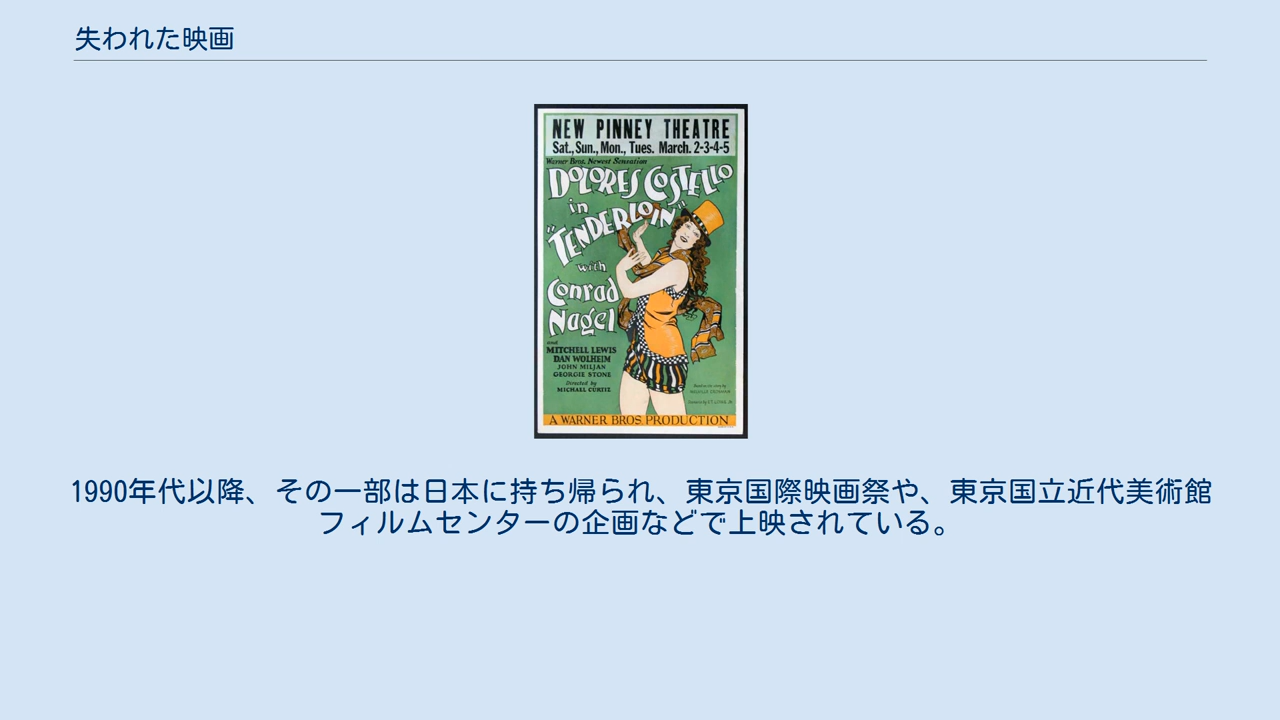 失われた映画
NEW PINNEY THEATRE
Sat., Sun., Mon., Tues. March. 2-3-4-5
Warner Bros. Newest Sensation
DOLORES COSTELLO
in
"TENDERLOIN"
with
Conrad
Nagel
and
MITCHELL LEWIS
DAN WOLHEIM
JOHN MILJAN
GEORGIE STONE
Directed by
MICHAEL CURTIZ
A WARNER BROS PRODUCTION
1990年代以降、その一部は日本に持ち帰られ、東京国際映画祭や、東京国立近代美術館
フィルムセンターの企画などで上映されている。